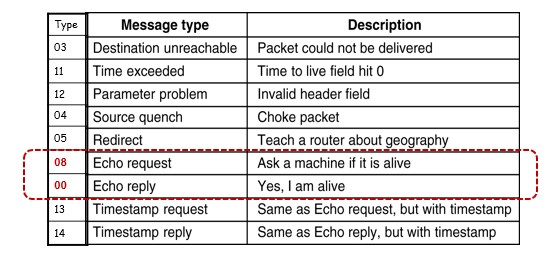 Type Message type Description
03 Destination unreachable Packet could not be delivered
11 Time exceeded Time to live field hit 0
12 Parameter problem Invalid header field
04 Source quench Choke packet
05 Redirect Teach a router about geography
08 Echo request Ask a machine if it is alive
00 Echo reply Yes, I am alive
13 Timestamp request Same as Echo request, but with timestamp
14 Timestamp reply Same as Echo reply, but with timestamp